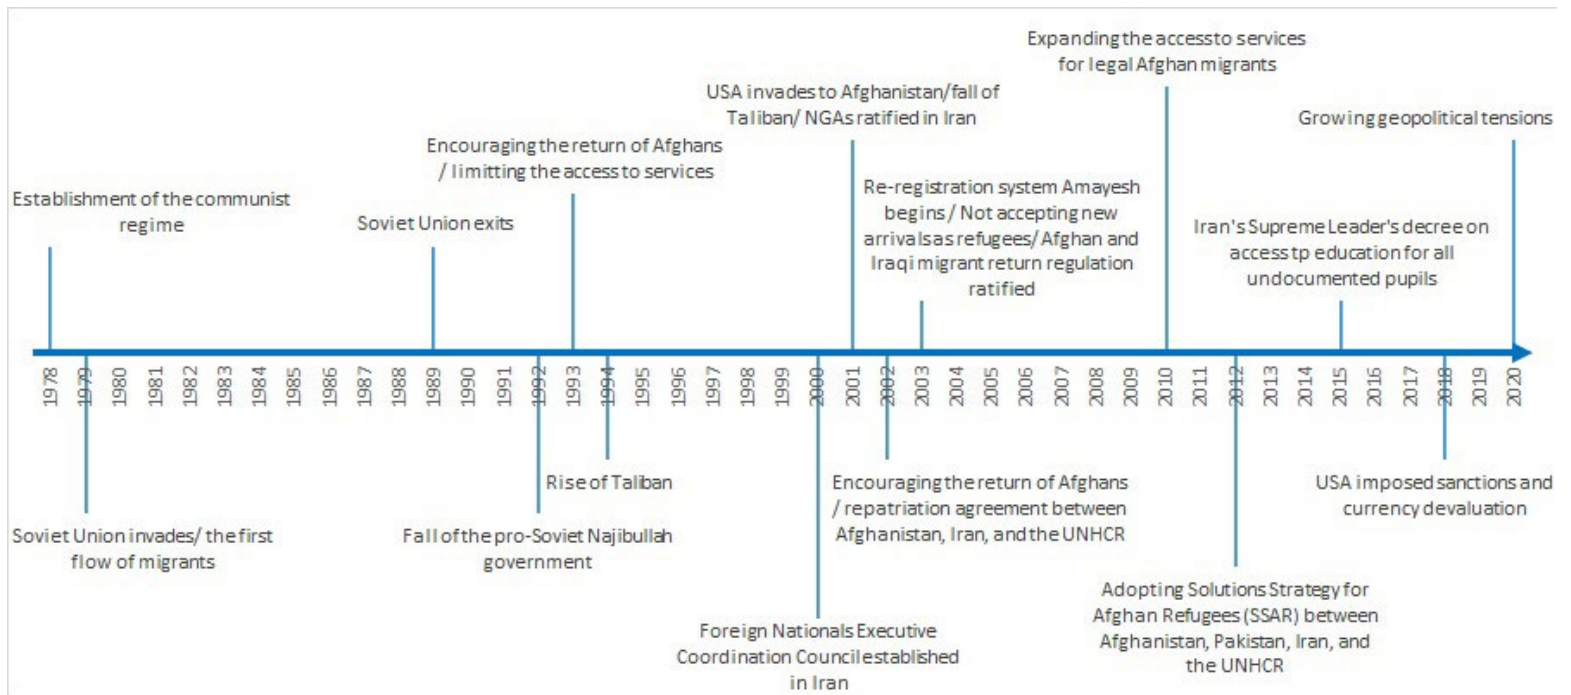 Expanding the accessto services
for legal Afghan migrants
USA invades to Afghanistan/fall of
Taliban/ NGAs ratified in Iran
Growing geopolitical tensions
Encouraging the return of Afghans
/ limitting the access to services
Re-registration system Amayesh
begins / Not accepting new
arrivalsas refugees/ Afghan and
Iraqi migrant return regulation
ratified
Establishment of the communist
regime
Soviet Union exits
Iran's Supreme Leader's decree on
access tp education for all
undocumented pupils
1978
1979
1980
1981
1982
1983
1984
1985
1986
1987
1988
1989
1990
1991
1992
1993
1994
1995
1996
1997
1998
1999
2000
2001
2002
2003
2004
2005
2006
2007
2008
2009
2010
2011
2012
2013
2014
2015
2016
2017
2018
2019
2020
Rise of Taliban
Encouraging the return of Afghans
/ repatriation agreement between
Afghanistan, Iran, and the UNHCR
USA imposed sanctions and
currency devaluation
Soviet Union invades/ the first
flow of migrants
Fall of the pro-Soviet Najibullah
government
Adopting Solutions Strategy for
Afghan Refugees (SSAR) between
Afghanistan, Pakistan, Iran, and
the UNHCR
Foreign Nationals Executive
Coordination Council established
in Iran